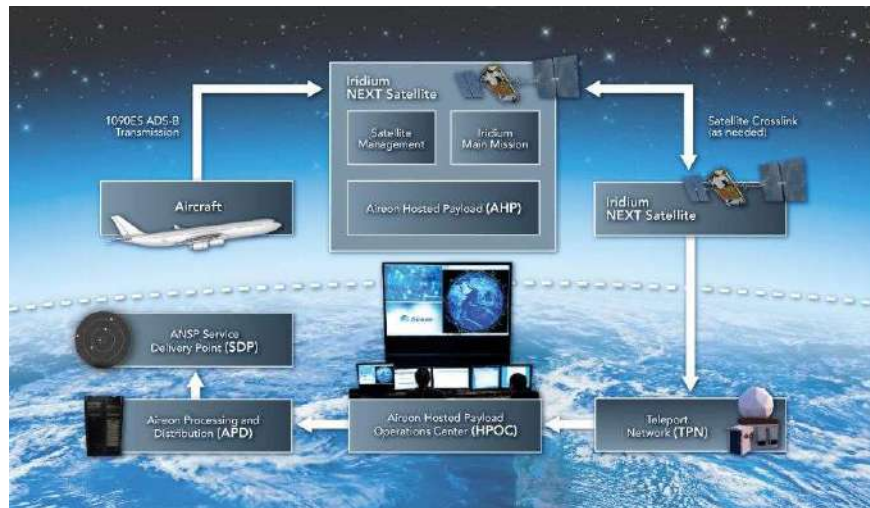 Iridium
NEXT Satellite
1090ES ADS-B
Transmission
Satellite Crosslink
(as needed)
Satellite
Management
Iridium
Main Mission
Aircraft
Aireon Hosted Payload (AHP)
Iridium
NEXT Satellite
Aireon
ANSP Service
Delivery Point (SDP)
Aireon Processing and
Distribution (APD)
Aireon Hosted Payload
Operations Center (HPOC)
Teleport
Network (TPN)